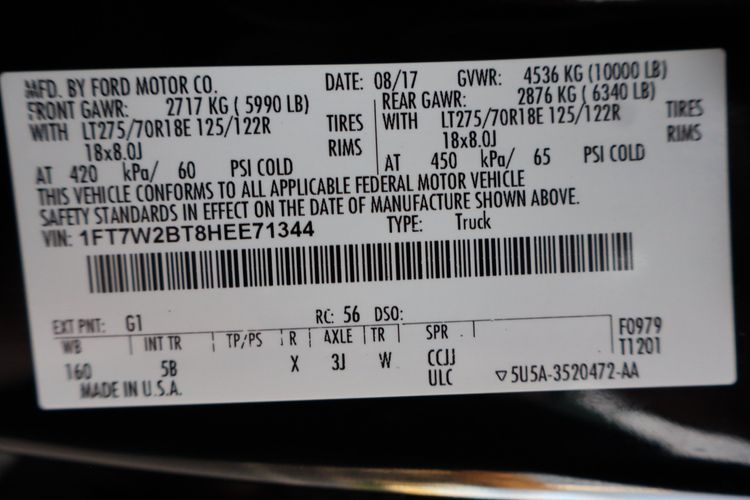 MFD. BY FORD MOTOR CO. DATE: 08/17 GVWR: 4536 KG (10000 LB)
FRONT GAWR: 2717 KG ( 5990 LB) REAR GAWR: 2876 KG ( 6340 LB)
WITH LT275/70R18E 125/122R TIRES WITH LT275/70R18E 125/122R TIRES
18x8.0J RIMS 18x8.0J RIMS
AT 420 kPa/ 60 PSI COLD AT 450 kPa/ 65 PSI COLD
THIS VEHICLE CONFORMS TO ALL APPLICABLE FEDERAL MOTOR VEHICLE
SAFETY STANDARDS IN EFFECT ON THE DATE OF MANUFACTURE SHOWN ABOVE.
VIN: 1FT7W2BT8HEE71344 TYPE: Truck
EXT PNT: G1 RC: 56 DSO:
WB INT TR TP/PS R AXLE TR SPR F0979
160 5B X 3J W CCJJ T1201
ULC
MADE IN U.S.A. ▽5U5A-3520472-AA